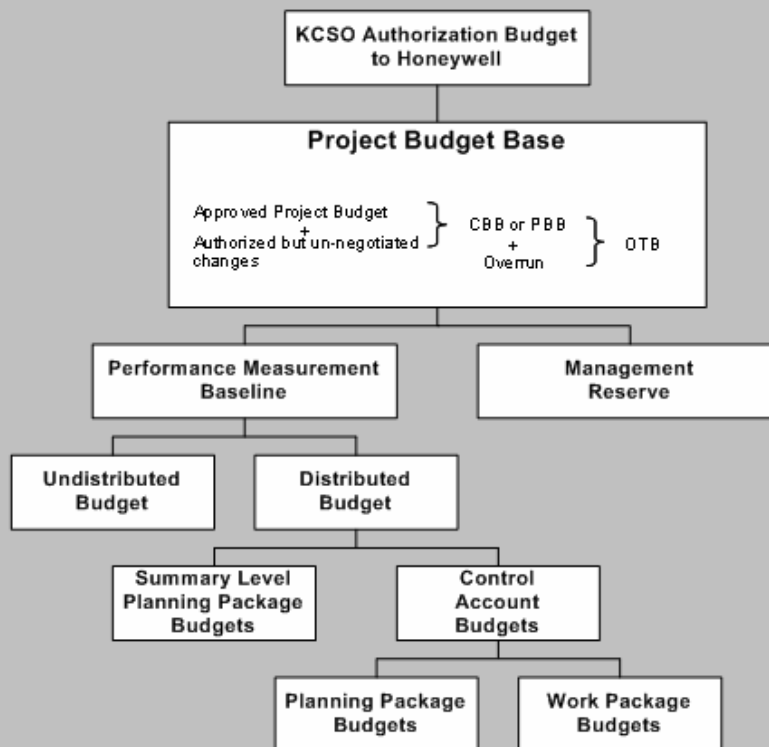 KCSO Authorization Budget
to Honeywell
Project Budget Base
Approved Project Budget
+
Authorized but un-negotiated
changes
CBB or PBB
+
Overrun
OTB
Performance Measurement
Baseline
Management
Reserve
Undistributed
Budget
Distributed
Budget
Summary Level
Planning Package
Budgets
Control
Account
Budgets
Planning Package
Budgets
Work Package
Budgets